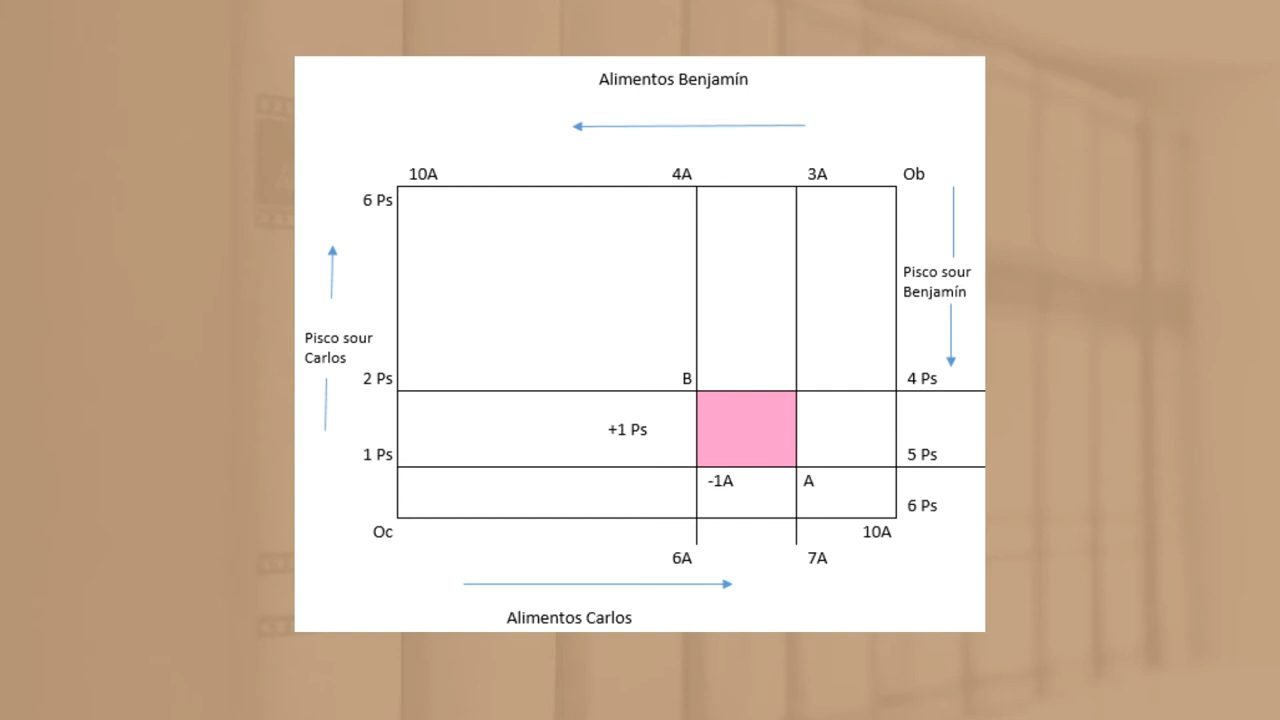 Alimentos Benjamín
10A
4A
3A
Ob
6 Ps
Pisco sour
Benjamín
Pisco sour
Carlos
2 Ps
B
4 Ps
+1 Ps
1 Ps
5 Ps
-1A
A
6 Ps
Oc
10A
6A
7A
Alimentos Carlos